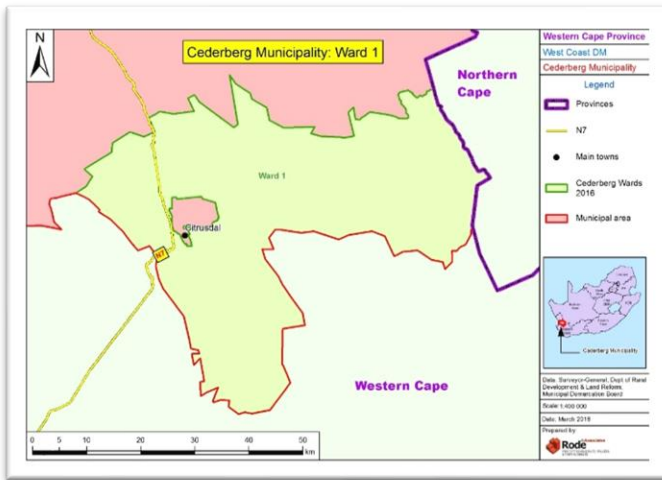 N
Cederberg Municipality: Ward 1
Northern
Cape
Ward 1
Citrusdal
N7
Western Cape
0 5 10 20 30 40 50
km
Western Cape Province
West Coast DM
Cederberg Municipality
Legend
Provinces
N7
Main towns
Cederberg Wards
2016
Municipal area
Cederberg Municipality
Data: Surveyor-General, Dept of Rural
Development & Land Reform,
Municipal Demarcation Board
Scale 1:400 000
Date: March 2016
Prepared by:
Rode